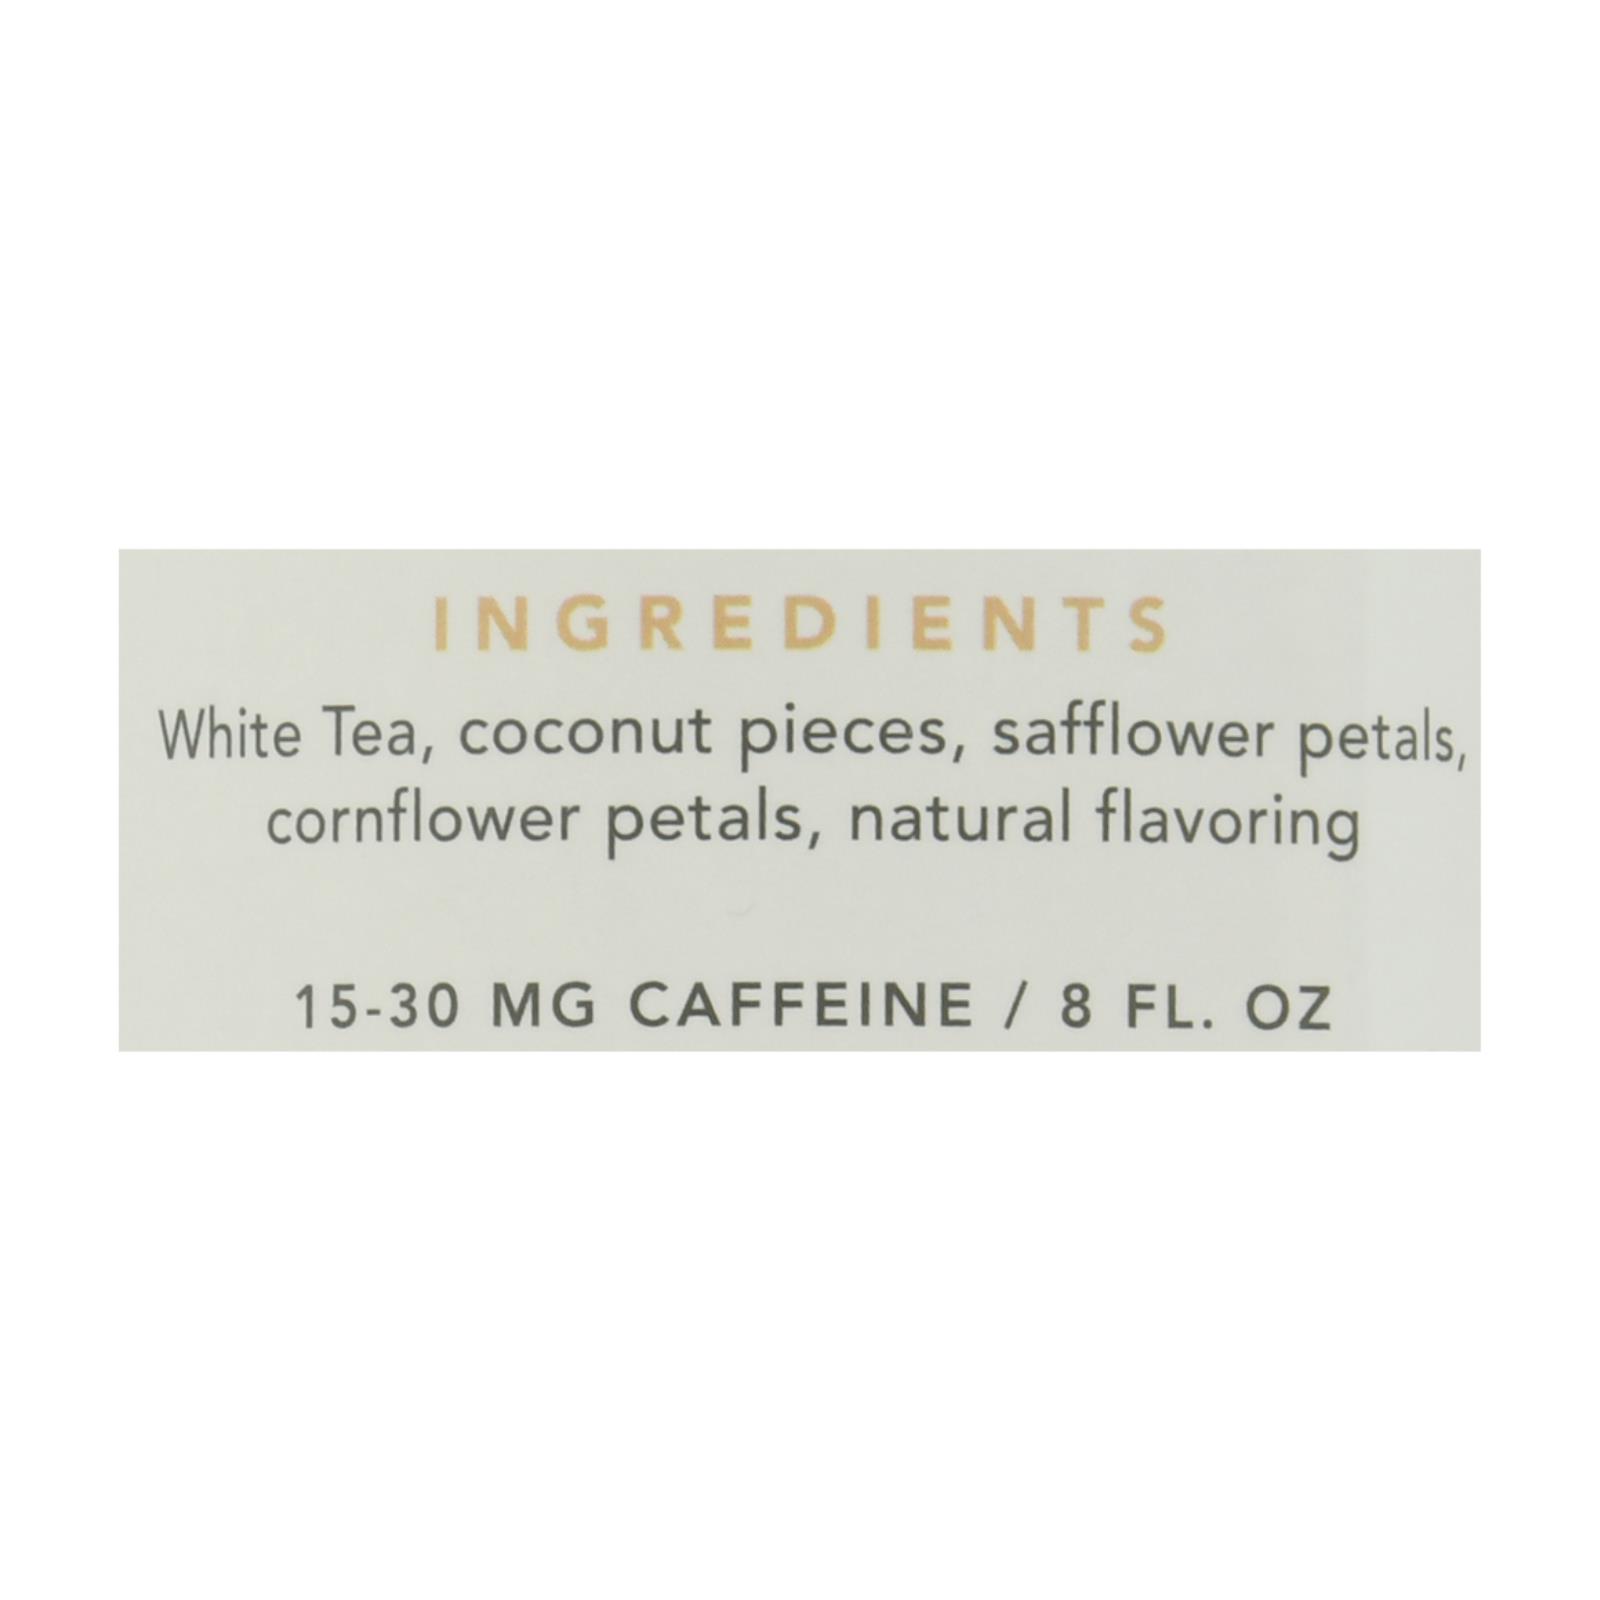 INGREDIENTS
White Tea, coconut pieces, safflower petals,
cornflower petals, natural flavoring
15-30 MG CAFFEINE / 8 FL. OZ